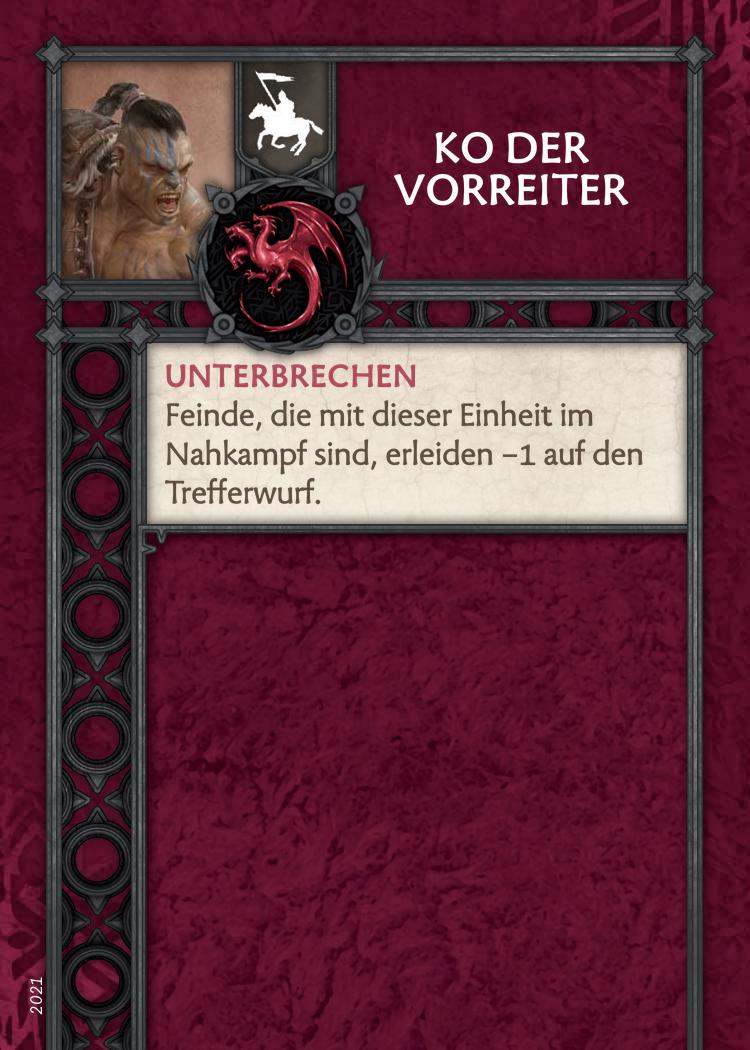 KO DER
VORREITER
UNTERBRECHEN
Feinde, die mit dieser Einheit im
Nahkampf sind, erleiden –1 auf den
Trefferwurf.
2021